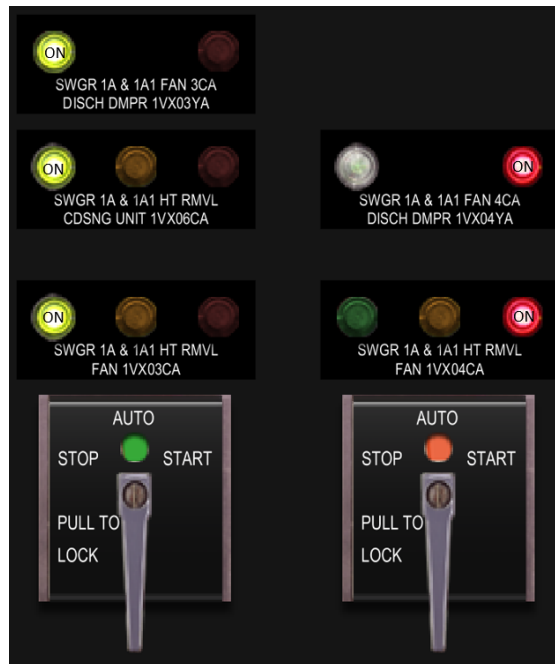 ON
SWGR 1A & 1A1 FAN 3CA
DISCH DMPR 1VX03YA
ON
SWGR 1A & 1A1 HT RMVL
CDSNG UNIT 1VX06CA
ON
SWGR 1A & 1A1 FAN 4CA
DISCH DMPR 1VX04YA
ON
SWGR 1A & 1A1 HT RMVL
FAN 1VX03CA
ON
SWGR 1A & 1A1 HT RMVL
FAN 1VX04CA
AUTO
STOP START
PULL TO
LOCK
AUTO
STOP START
PULL TO
LOCK